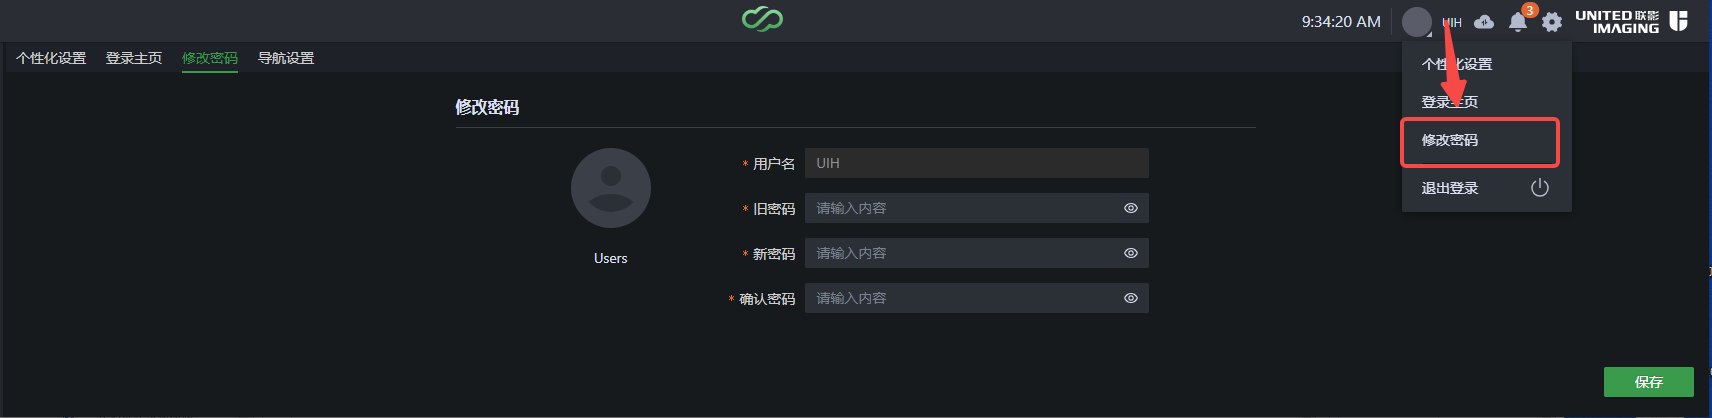 9:34:20 AM
UIH
3
UNITED 联影
IMAGING
个性化设置 登录主页 修改密码 导航设置
个性化设置
登录主页
修改密码
退出登录
修改密码
Users
* 用户名 UIH
* 旧密码 请输入内容
* 新密码 请输入内容
* 确认密码 请输入内容
保存